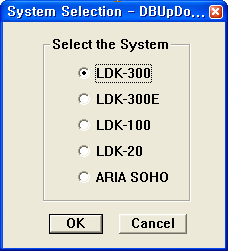 System Selection - DBUpDo...
Select the System
LDK-300
LDK-300E
LDK-100
LDK-20
ARIA SOHO
OK
Cancel